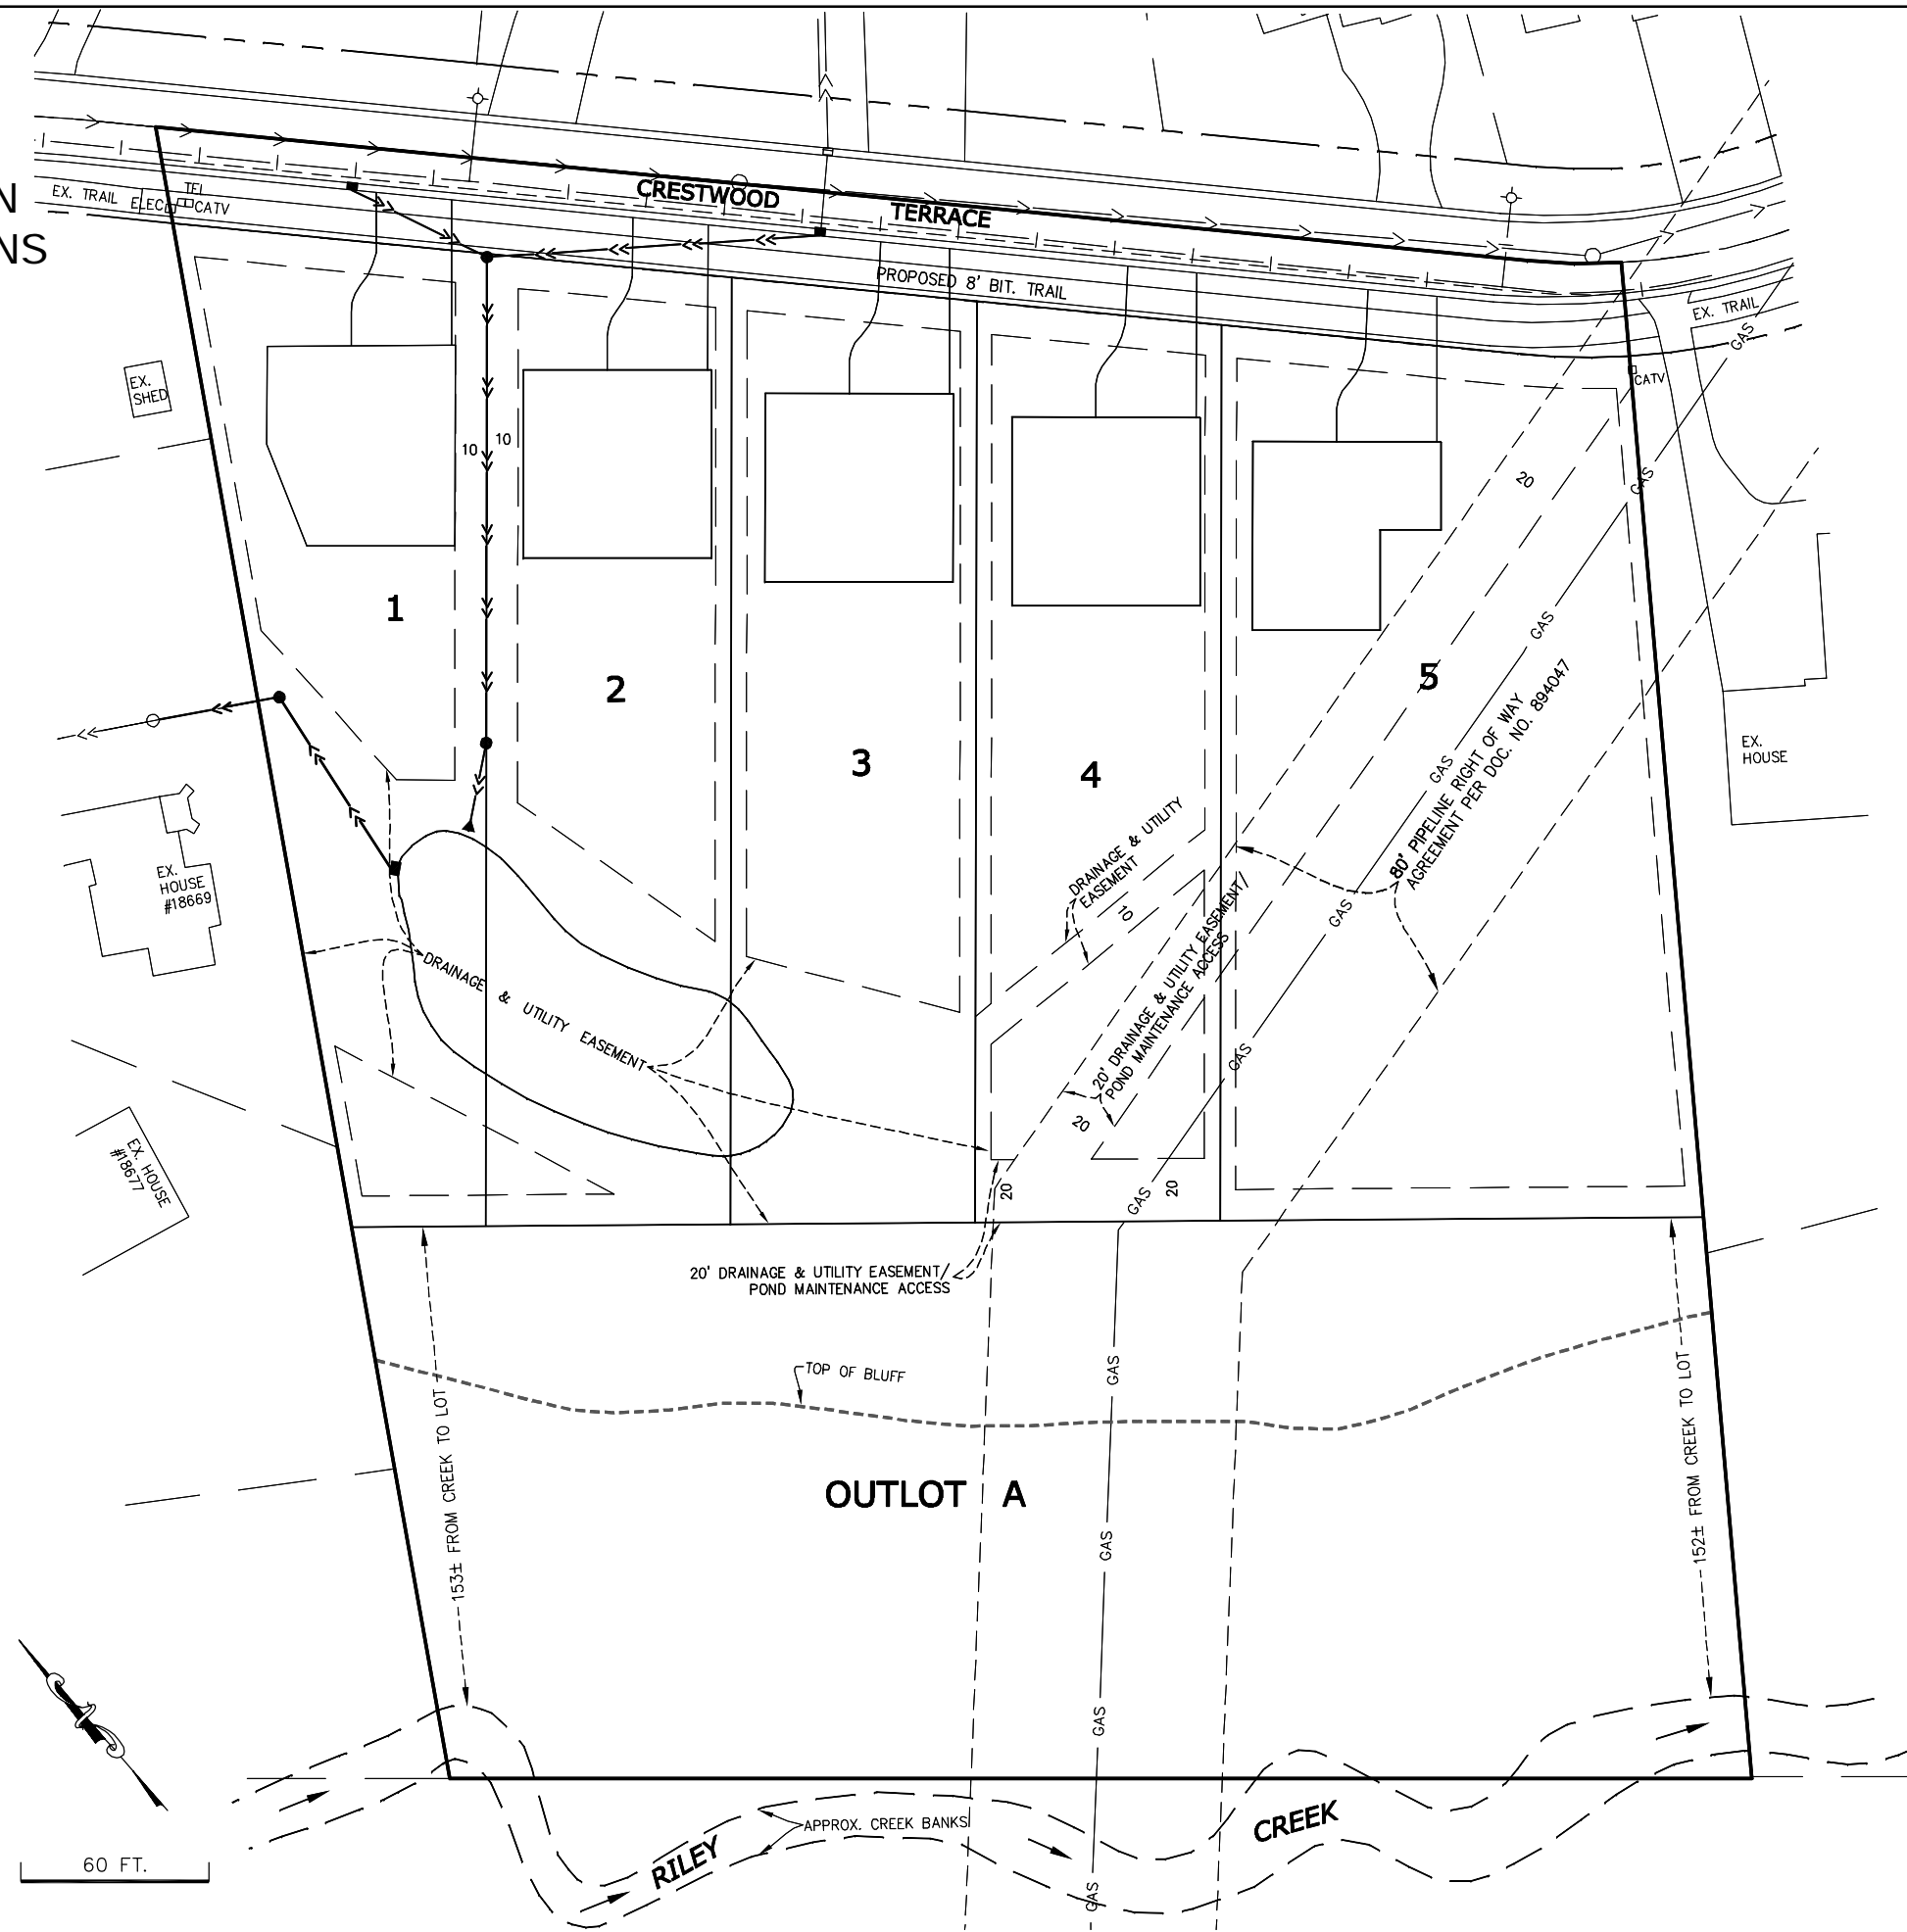 N
NS
EX. TRAIL
ELEC
TEL
CATV
CRESTWOOD TERRACE
PROPOSED 8' BIT. TRAIL
EX. TRAIL
GAS
CATV
EX.
SHED
10
10
20
GAS
1
2
3
4
5
GAS
GAS
80' PIPELINE RIGHT OF WAY
AGREEMENT PER DOC. NO. 894047
EX.
HOUSE
EX.
HOUSE
#18669
DRAINAGE & UTILITY
EASEMENT
10
GAS
20' DRAINAGE & UTILITY EASEMENT/
POND MAINTENANCE ACCESS
DRAINAGE & UTILITY EASEMENT
GAS
20
EX. HOUSE
#18677
20
20
GAS
20' DRAINAGE & UTILITY EASEMENT/
POND MAINTENANCE ACCESS
TOP OF BLUFF
GAS
153± FROM CREEK TO LOT
152± FROM CREEK TO LOT
OUTLOT A
GAS
GAS
APPROX. CREEK BANKS
RILEY CREEK
GAS
60 FT.